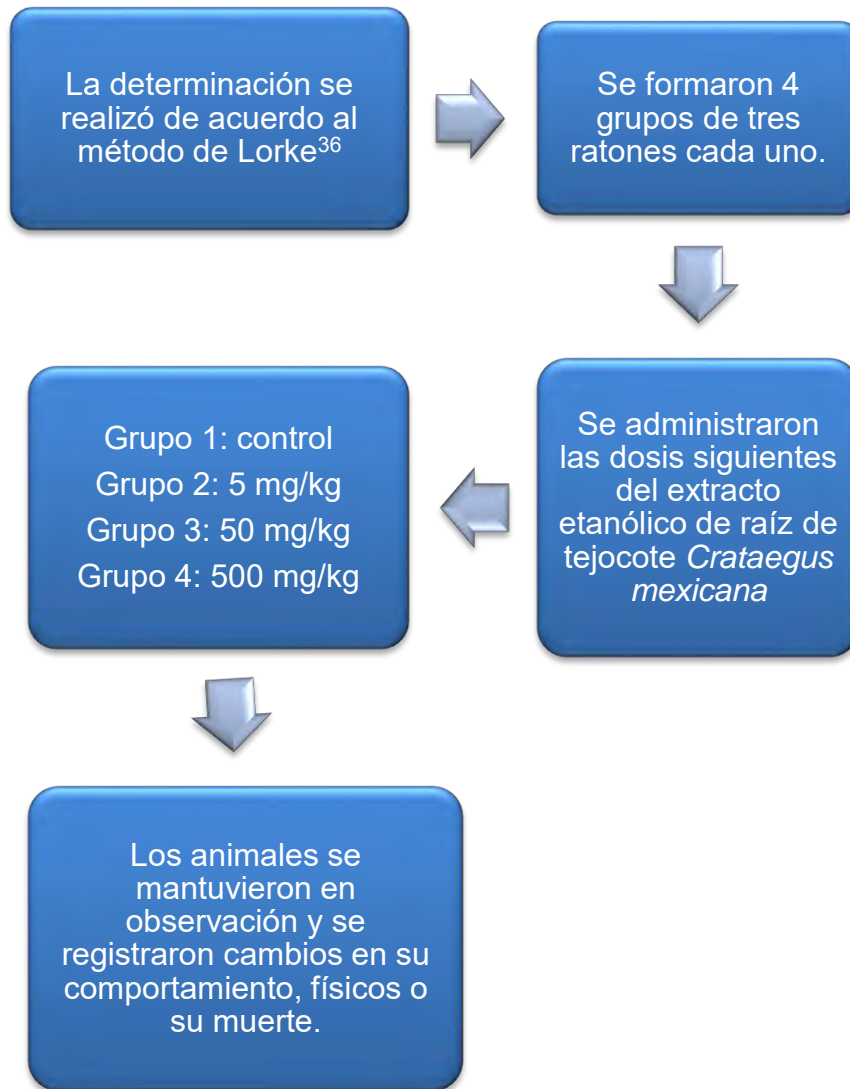 La determinación se
realizó de acuerdo al
método de Lorke³⁶
Se formaron 4
grupos de tres
ratones cada uno.
Se administraron
las dosis siguientes
del extracto
etanólico de raíz de
tejocote Crataegus
mexicana
Grupo 1: control
Grupo 2: 5 mg/kg
Grupo 3: 50 mg/kg
Grupo 4: 500 mg/kg
Los animales se
mantuvieron en
observación y se
registraron cambios en su
comportamiento, físicos o
su muerte.